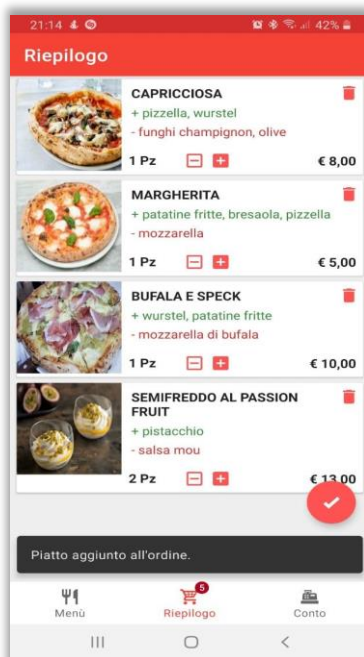 21:14 42%
Riepilogo
CAPRICCIOSA
+ pizzella, wurstel
- funghi champignon, olive
1 Pz € 8,00
MARGHERITA
+ patatine fritte, bresaola, pizzella
- mozzarella
1 Pz € 5,00
BUFALA E SPECK
+ wurstel, patatine fritte
- mozzarella di bufala
1 Pz € 10,00
SEMIFREDDO AL PASSION
FRUIT
+ pistacchio
- salsa mou
2 Pz € 13,00
Piatto aggiunto all'ordine.
5
Menù Riepilogo Conto